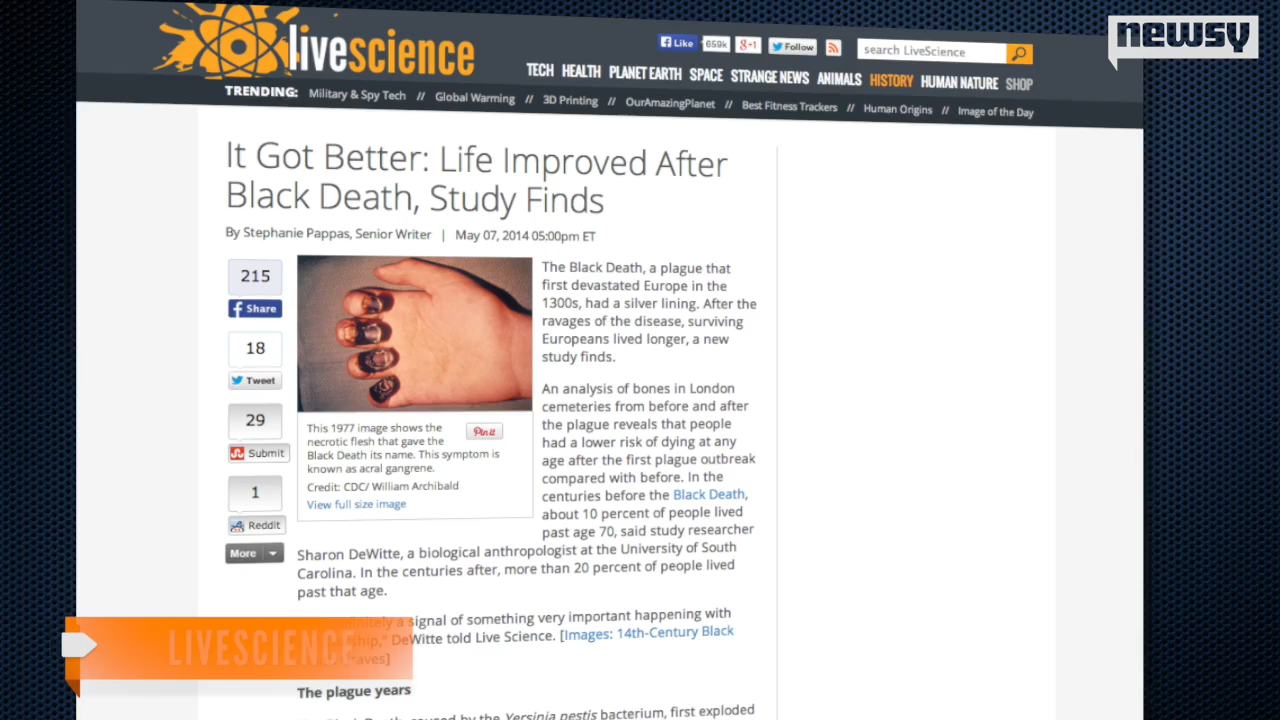 newsy
livescience
Like 659k +1 Follow search LiveScience
TECH HEALTH PLANET EARTH SPACE STRANGE NEWS ANIMALS HISTORY HUMAN NATURE SHOP
TRENDING: Military & Spy Tech // Global Warming // 3D Printing // OurAmazingPlanet // Best Fitness Trackers // Human Origins // Image of the Day
It Got Better: Life Improved After
Black Death, Study Finds
By Stephanie Pappas, Senior Writer | May 07, 2014 05:00pm ET
215
Share
18
Tweet
29
Submit
1
Reddit
More
This 1977 image shows the
necrotic flesh that gave the
Black Death its name. This symptom is
known as acral gangrene.
Credit: CDC/ William Archibald
View full size image
Pin it
The Black Death, a plague that
first devastated Europe in the
1300s, had a silver lining. After the
ravages of the disease, surviving
Europeans lived longer, a new
study finds.
An analysis of bones in London
cemeteries from before and after
the plague reveals that people
had a lower risk of dying at any
age after the first plague outbreak
compared with before. In the
centuries before the Black Death,
about 10 percent of people lived
past age 70, said study researcher
Sharon DeWitte, a biological anthropologist at the University of South
Carolina. In the centuries after, more than 20 percent of people lived
past that age.
a signal of something very important happening with
DeWitte told Live Science. [Images: 14th-Century Black
LIVESCIENCE
The plague years
caused by the Yersinia pestis bacterium, first exploded